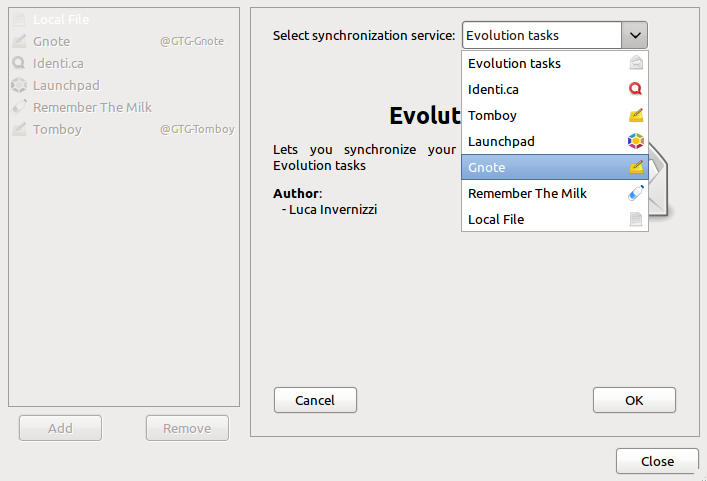 Local File
Gnote @GTG-Gnote
Identi.ca
Launchpad
Remember The Milk
Tomboy @GTG-Tomboy
Add Remove
Select synchronization service: Evolution tasks
Evolution tasks
Identi.ca
Tomboy
Launchpad
Gnote
Remember The Milk
Local File
Evolut
Lets you synchronize your
Evolution tasks
Author:
- Luca Invernizzi
Cancel OK
Close